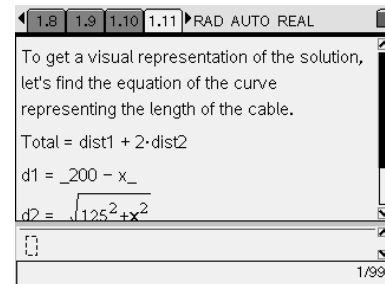 1.8 1.9 1.10 1.11 RAD AUTO REAL
To get a visual representation of the solution,
let's find the equation of the curve
representing the length of the cable.
Total = dist1 + 2·dist2
d1 = _200 − x_
d2 = √125²+x²
1/99